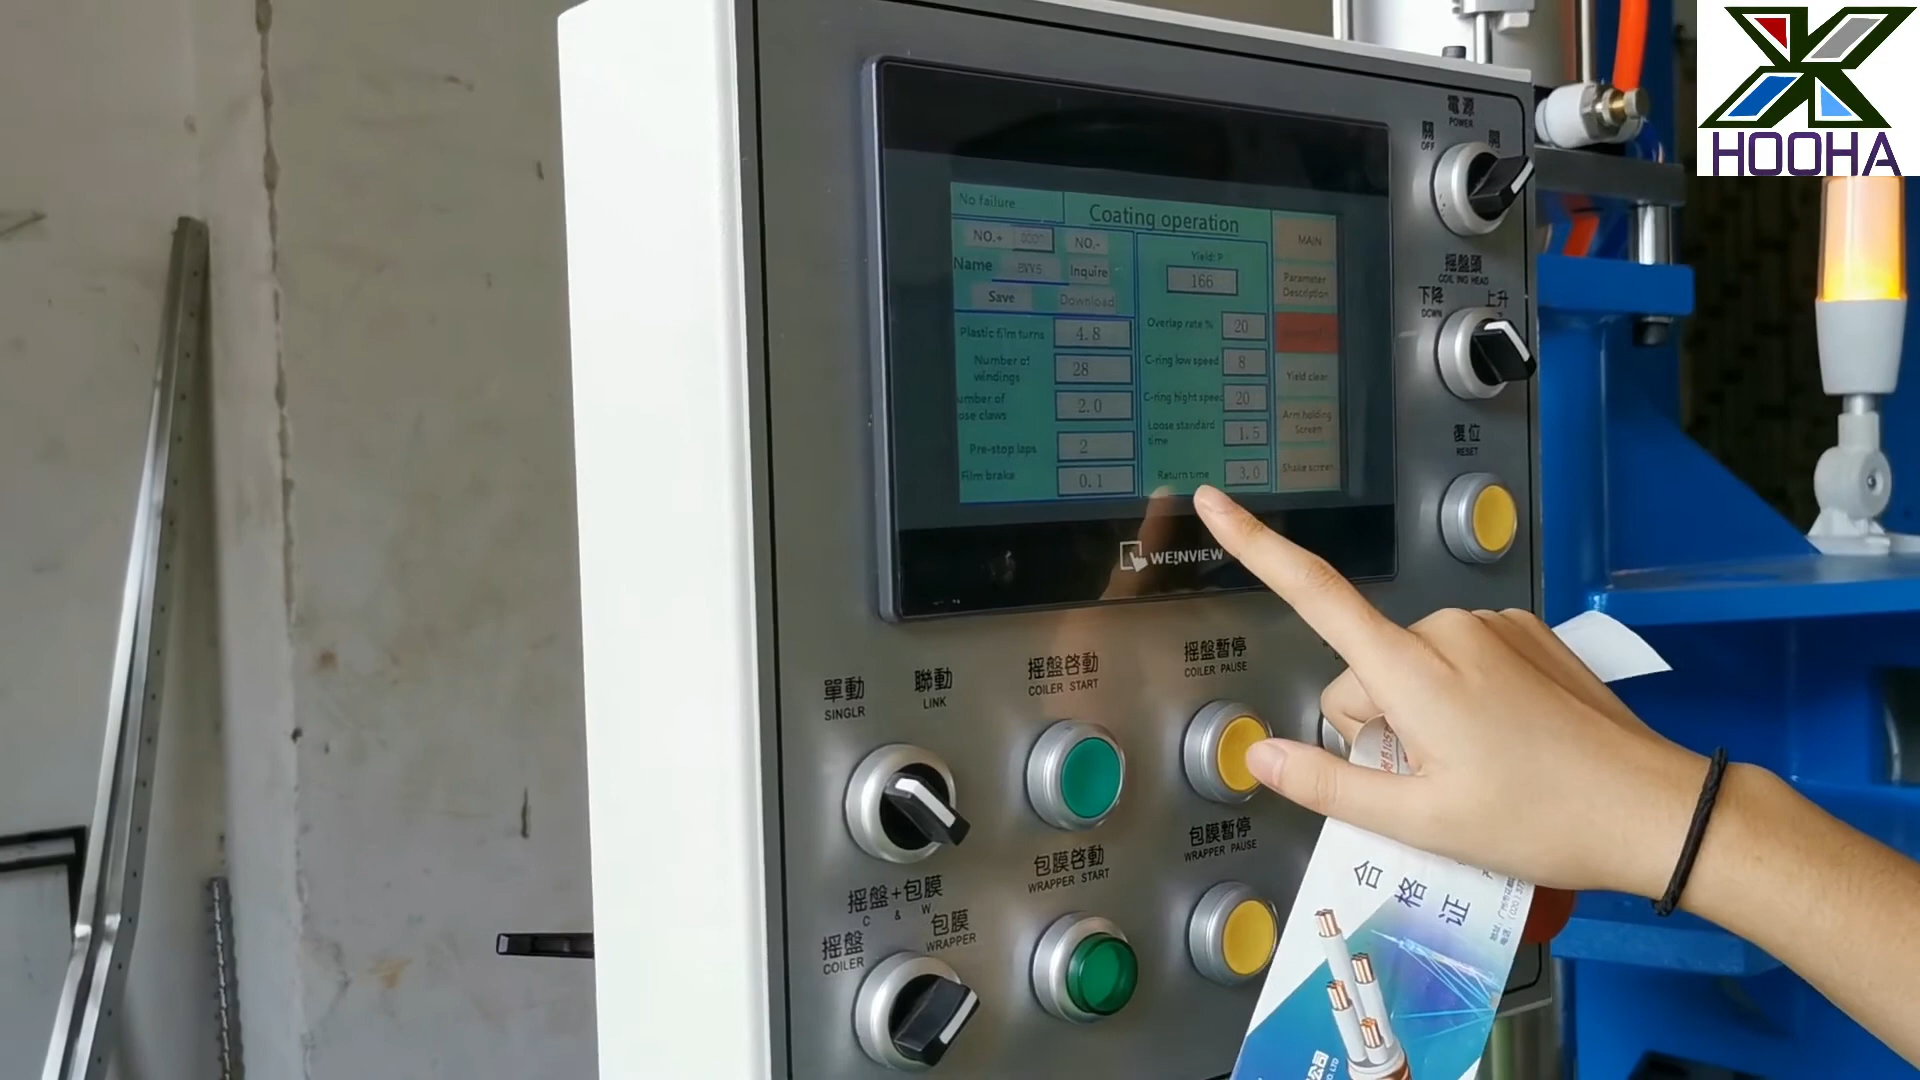 HOOHA
電源
POWER
關
OFF
開
No failure
Coating operation
MAIN
NO.+
NO.-
Yield: P
Name
Inquire
166
Parameter
Description
Save
Download
Plastic film turns
4.8
Overlap rate %
20
Number of
windings
28
C-ring low speed
8
Yield clear
umber of
ose claws
2.0
C-ring hight speed
20
Arm holding
Screen
Pre-stop laps
2
Loose standard
time
1.5
Film brake
0.1
Return time
3.0
Shake screen
WEINVIEW
搖盤頭
COILING HEAD
下降
DOWN
上升
復位
RESET
單動
SINGLR
聯動
LINK
搖盤啓動
COILER START
搖盤暫停
COILER PAUSE
搖盤+包膜
C & W
搖盤
COILER
包膜
WRAPPER
包膜啓動
WRAPPER START
包膜暫停
WRAPPER PAUSE
合格证